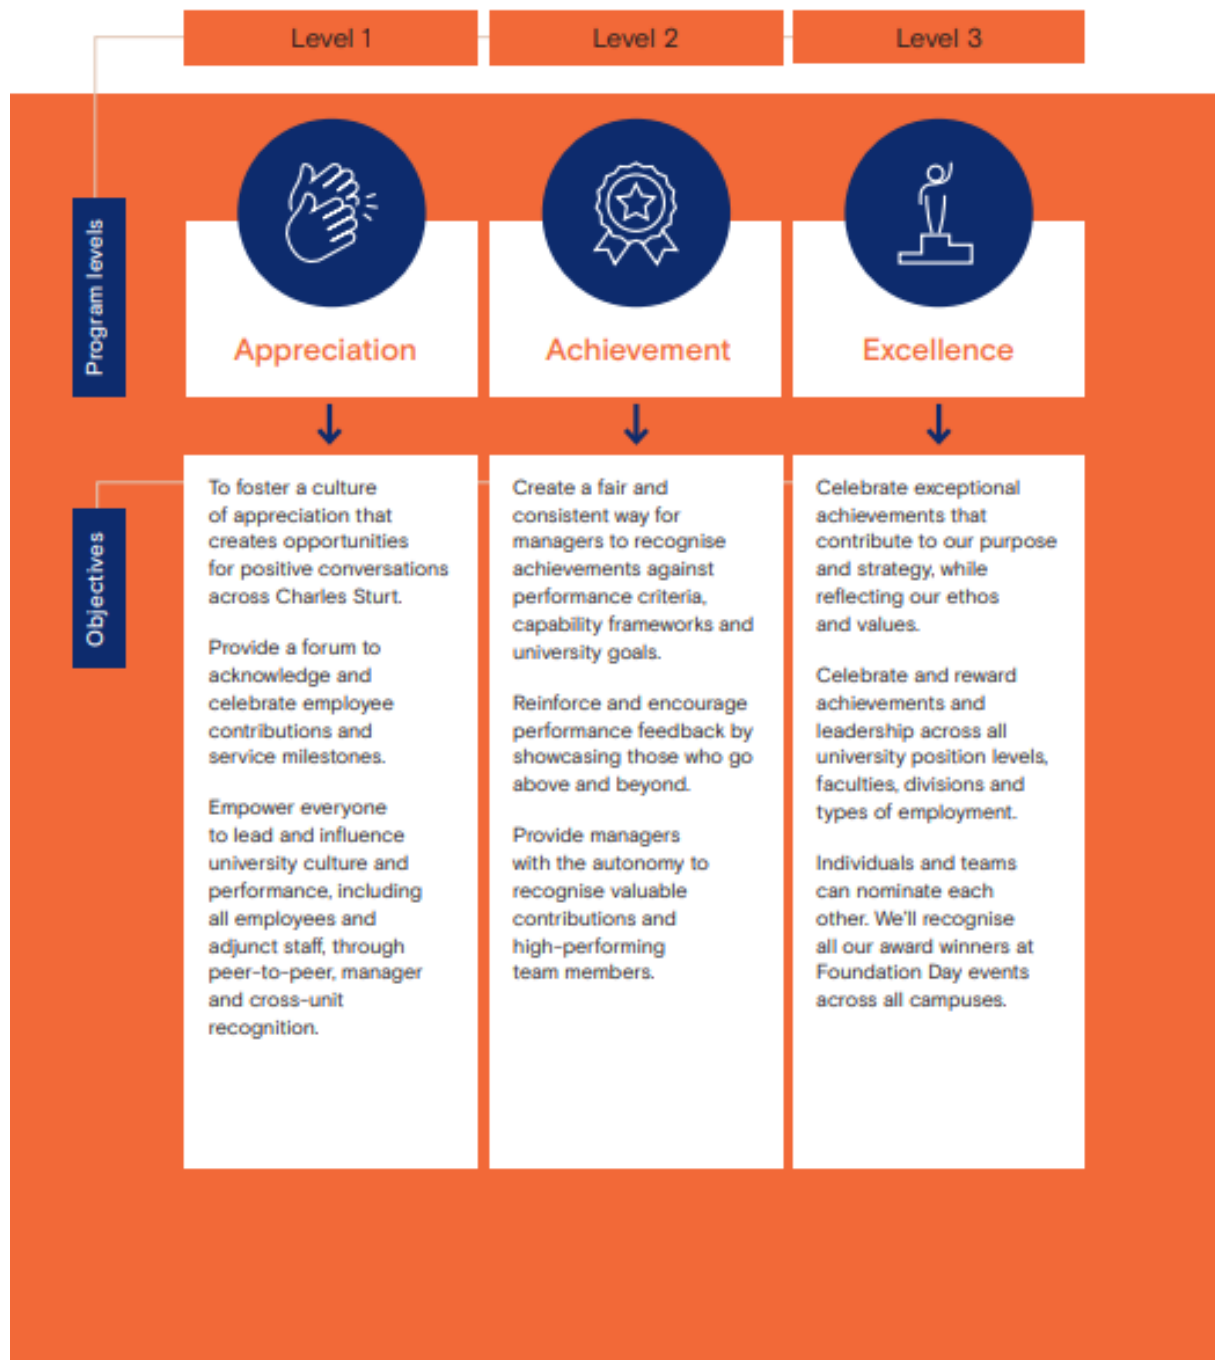 Level 1
Level 2
Level 3
Program levels
Appreciation
Achievement
Excellence
Objectives
To foster a culture
of appreciation that
creates opportunities
for positive conversations
across Charles Sturt.
Provide a forum to
acknowledge and
celebrate employee
contributions and
service milestones.
Empower everyone
to lead and influence
university culture and
performance, including
all employees and
adjunct staff, through
peer-to-peer, manager
and cross-unit
recognition.
Create a fair and
consistent way for
managers to recognise
achievements against
performance criteria,
capability frameworks and
university goals.
Reinforce and encourage
performance feedback by
showcasing those who go
above and beyond.
Provide managers
with the autonomy to
recognise valuable
contributions and
high-performing
team members.
Celebrate exceptional
achievements that
contribute to our purpose
and strategy, while
reflecting our ethos
and values.
Celebrate and reward
achievements and
leadership across all
university position levels,
faculties, divisions and
types of employment.
Individuals and teams
can nominate each
other. We'll recognise
all our award winners at
Foundation Day events
across all campuses.